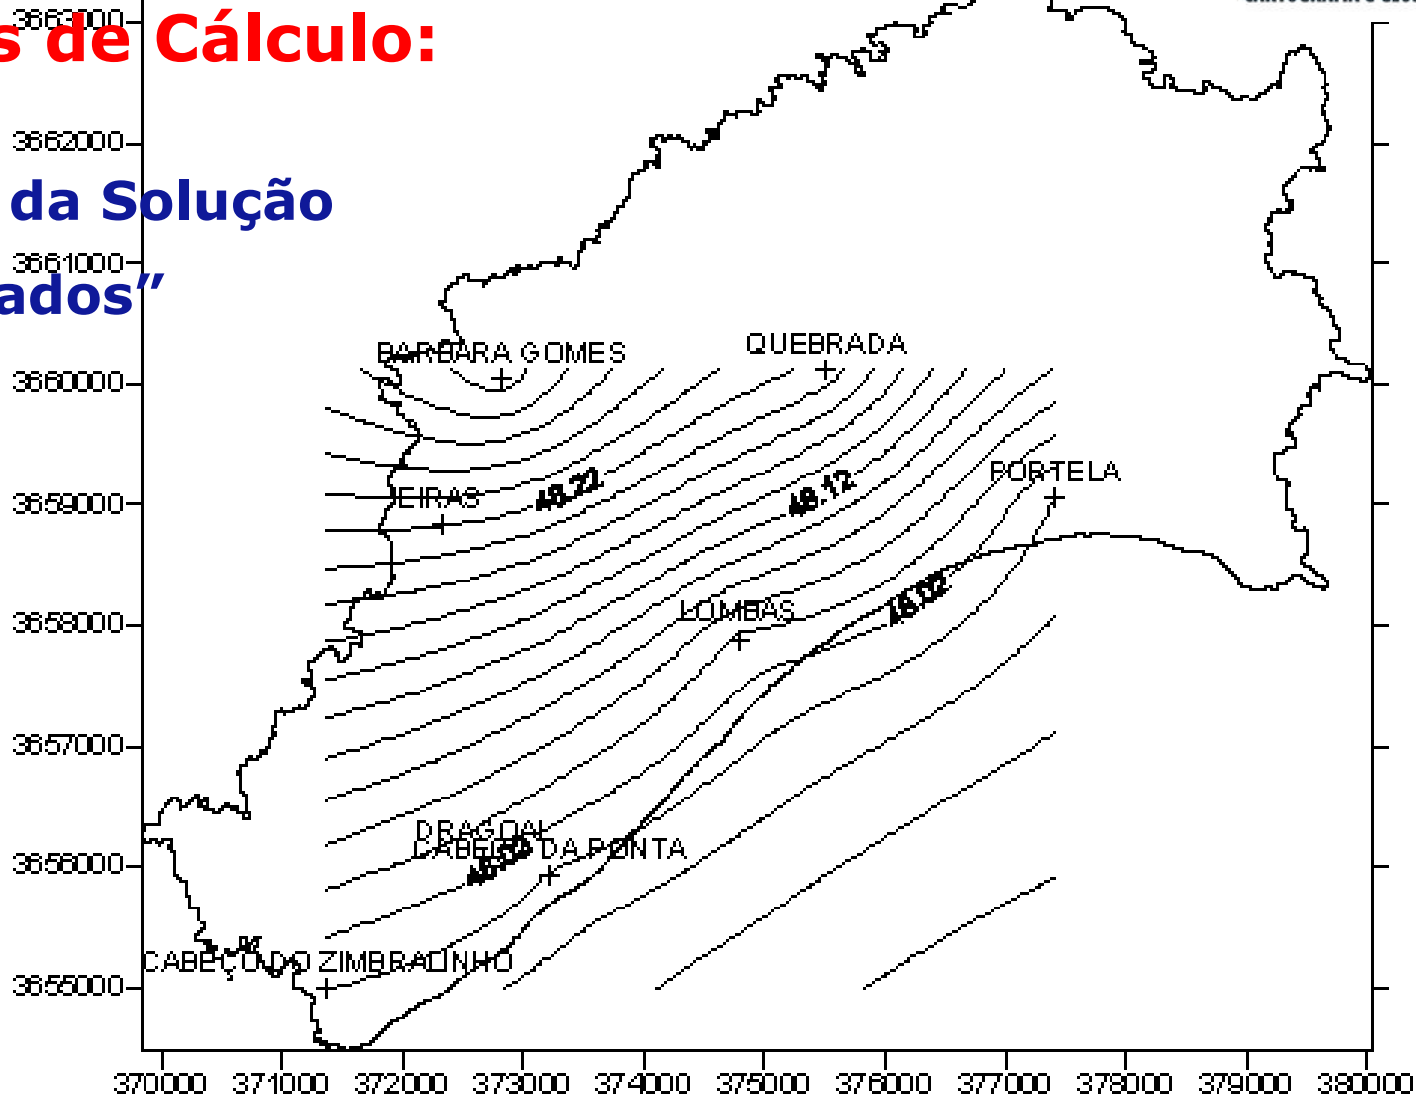 3663000
s de Cálculo:
3662000
da Solução
3661000
ados”
BARBARA GOMES
QUEBRADA
3660000
PORTELA
EIRAS
48.22
48.12
3659000
48.02
LOMBAS
3658000
3657000
DRAGOAL
CABEÇO DA PONTA
3656000
CABEÇO DO ZIMBRALINHO
3655000
370000 371000 372000 373000 374000 375000 376000 377000 378000 379000 380000